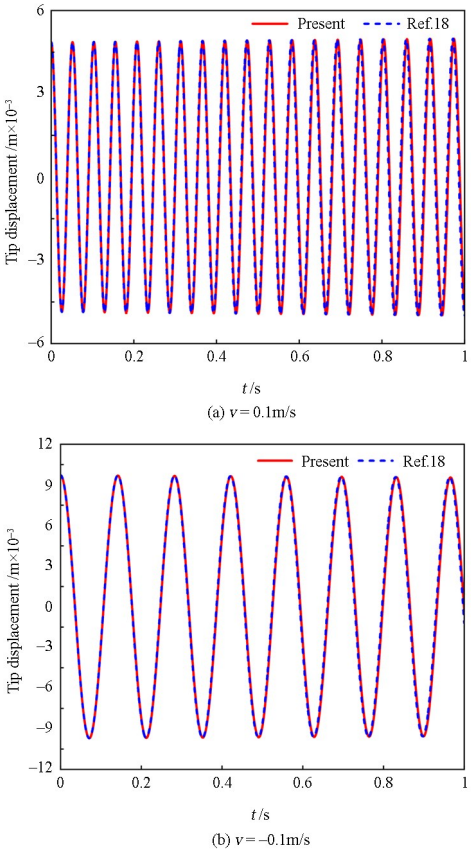 6
Present Ref.18
3
0
−3
−6
Tip displacement /m×10⁻³
0 0.2 0.4 0.6 0.8 1
t /s
(a) v = 0.1m/s
12
Present Ref.18
9
6
3
0
−3
−6
−9
−12
Tip displacement /m×10⁻³
0 0.2 0.4 0.6 0.8 1
t /s
(b) v = −0.1m/s